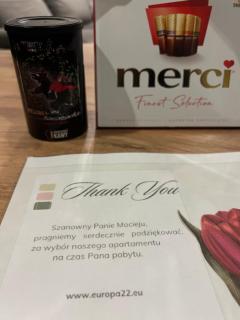 merci
Finest Selection
Thank You
Szanowny Panie Macieju,
pragniemy serdecznie podziękować,
za wybór naszego apartamentu
na czas Pana pobytu.
www.europa22.eu